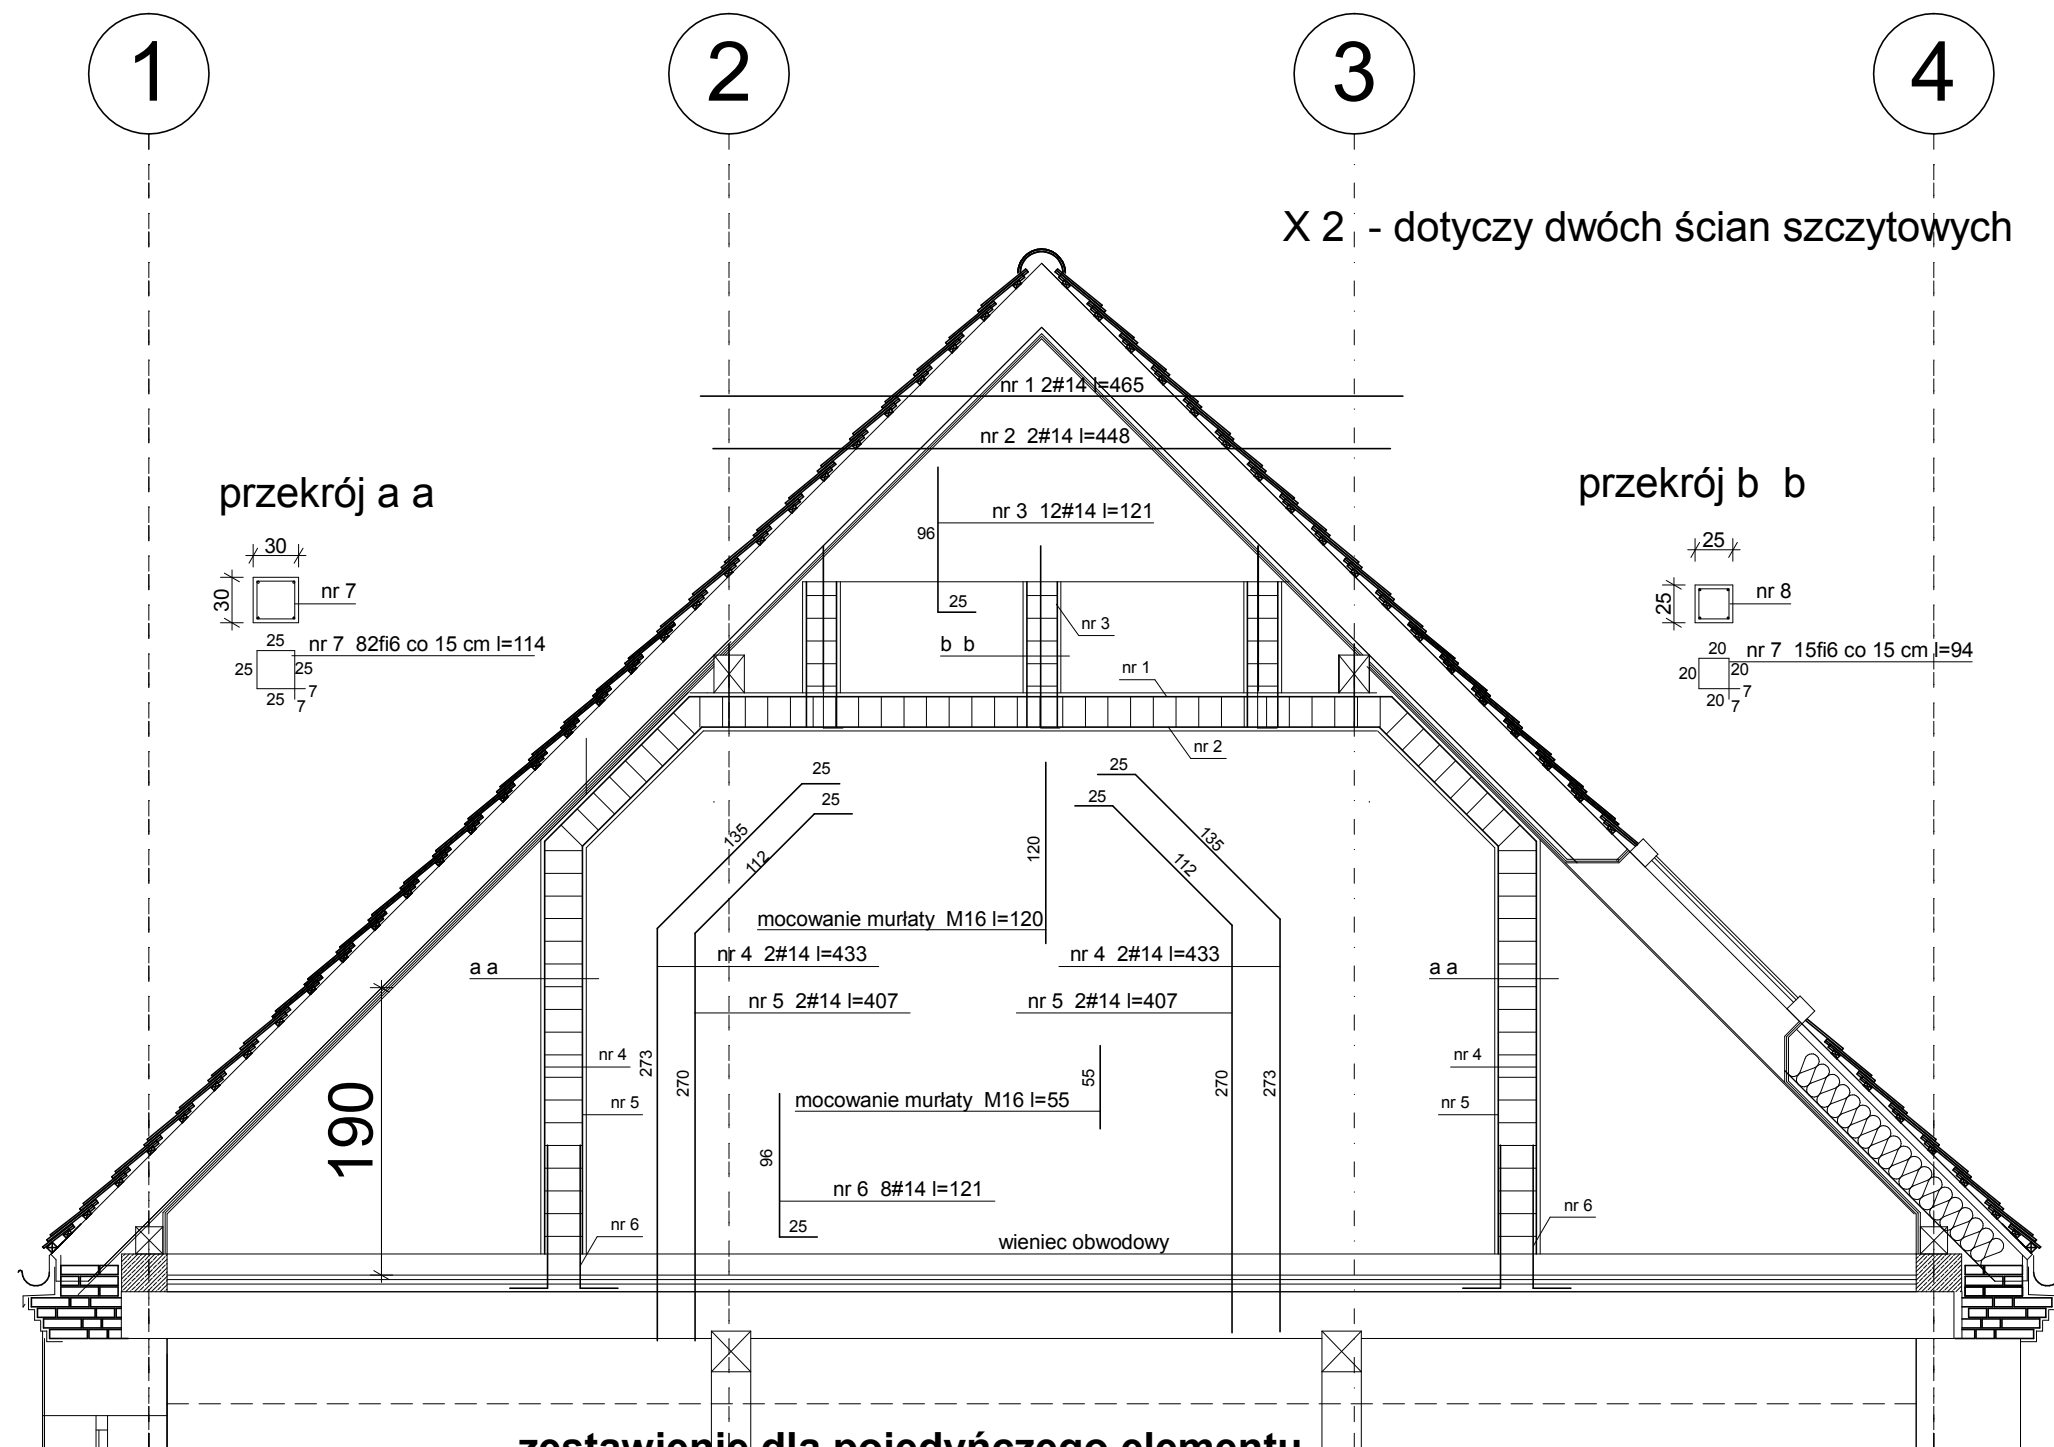 1
2
3
4
X 2 - dotyczy dwóch ścian szczytowych
nr 1 2#14 l=465
nr 2 2#14 l=448
przekrój a a
przekrój b b
nr 3 12#14 l=121
96
25
30
30
nr 7
25
nr 7 82fi6 co 15 cm l=114
25
25
25
7
7
25
25
nr 8
20
nr 7 15fi6 co 15 cm l=94
20
20
20
7
7
nr 3
b b
nr 1
nr 2
25
25
25
25
135
112
135
112
120
mocowanie murłaty M16 l=120
nr 4 2#14 l=433
nr 4 2#14 l=433
a a
a a
nr 5 2#14 l=407
nr 5 2#14 l=407
nr 4
273
270
55
270
273
nr 4
190
nr 5
mocowanie murłaty M16 l=55
nr 5
96
nr 6 8#14 l=121
25
nr 6
nr 6
wieniec obwodowy
zestawienie dla pojedyńczego elementu